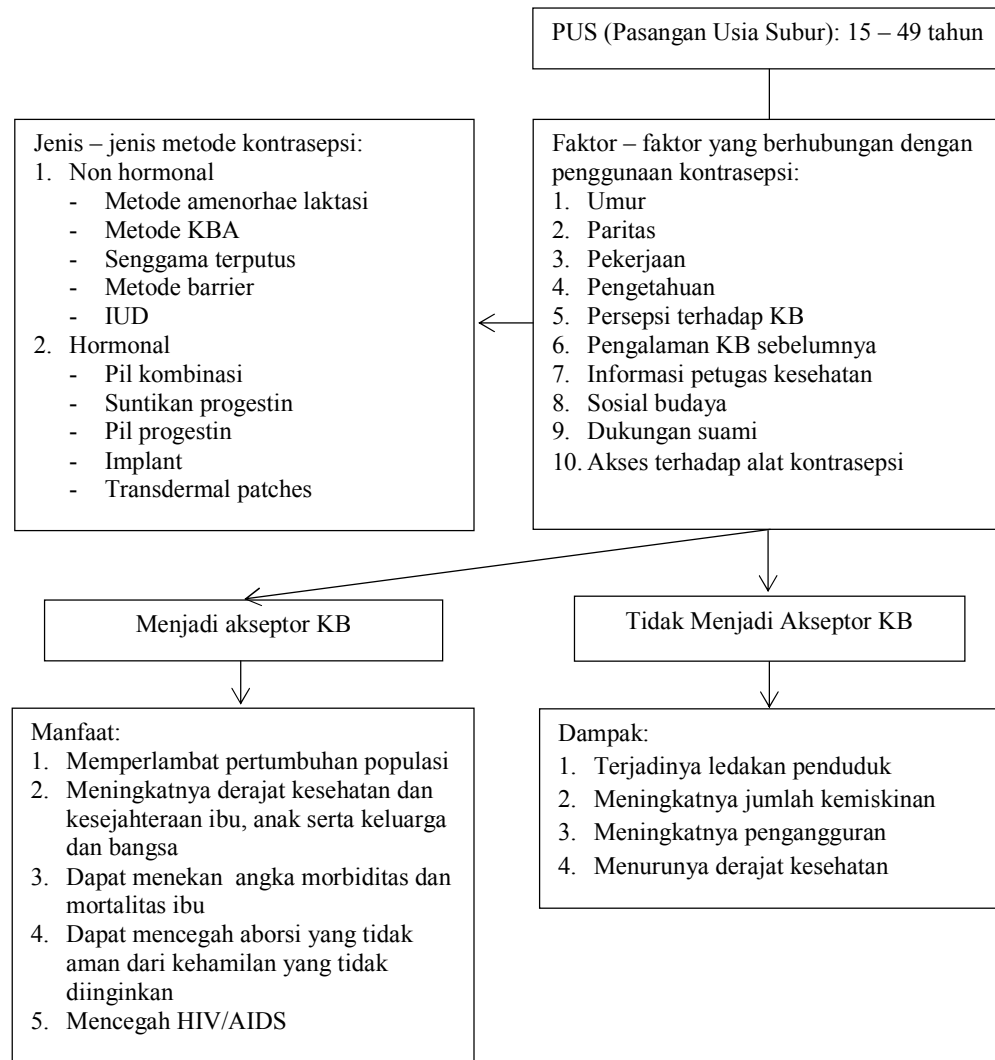 PUS (Pasangan Usia Subur): 15 – 49 tahun
Jenis – jenis metode kontrasepsi:
1. Non hormonal
- Metode amenorhae laktasi
- Metode KBA
- Senggama terputus
- Metode barrier
- IUD
2. Hormonal
- Pil kombinasi
- Suntikan progestin
- Pil progestin
- Implant
- Transdermal patches
Faktor – faktor yang berhubungan dengan
penggunaan kontrasepsi:
1. Umur
2. Paritas
3. Pekerjaan
4. Pengetahuan
5. Persepsi terhadap KB
6. Pengalaman KB sebelumnya
7. Informasi petugas kesehatan
8. Sosial budaya
9. Dukungan suami
10. Akses terhadap alat kontrasepsi
Menjadi akseptor KB
Tidak Menjadi Akseptor KB
Manfaat:
1. Memperlambat pertumbuhan populasi
2. Meningkatnya derajat kesehatan dan
kesejahteraan ibu, anak serta keluarga
dan bangsa
3. Dapat menekan angka morbiditas dan
mortalitas ibu
4. Dapat mencegah aborsi yang tidak
aman dari kehamilan yang tidak
diinginkan
5. Mencegah HIV/AIDS
Dampak:
1. Terjadinya ledakan penduduk
2. Meningkatnya jumlah kemiskinan
3. Meningkatnya pengangguran
4. Menurunya derajat kesehatan